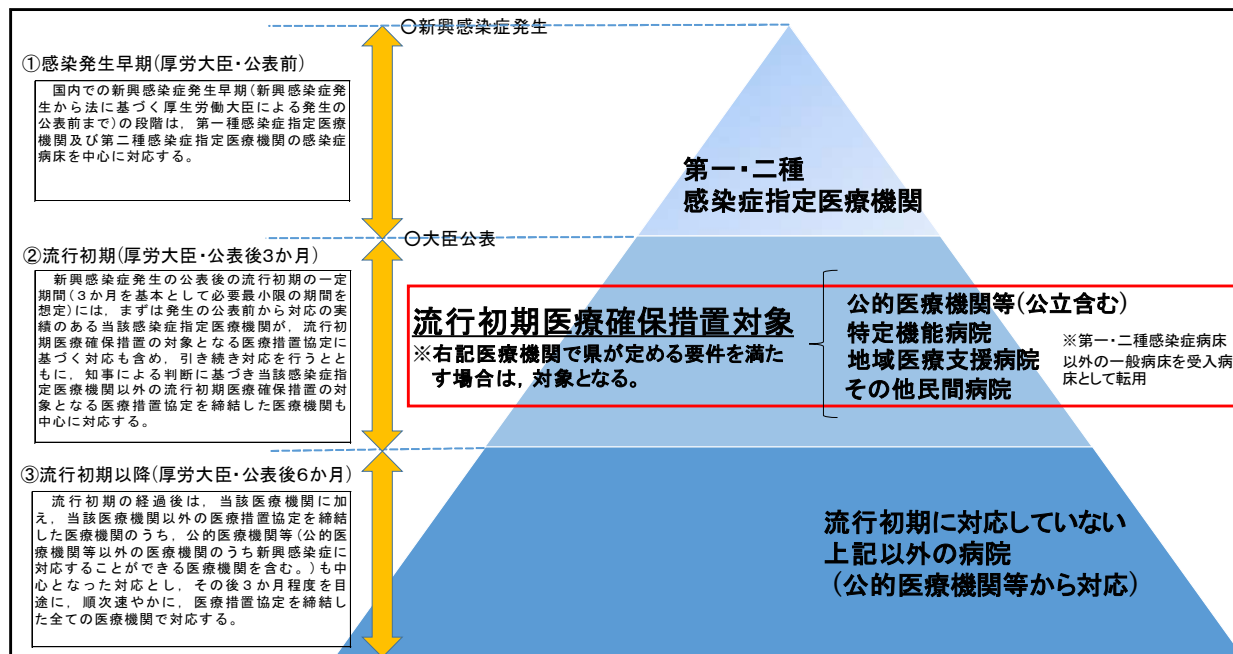 〇新興感染症発生
①感染発生早期(厚労大臣・公表前)
国内での新興感染症発生早期(新興感染症発
生から法に基づく厚生労働大臣による発生の
公表前まで)の段階は，第一種感染症指定医療
機関及び第二種感染症指定医療機関の感染症
病床を中心に対応する。
第一・二種
感染症指定医療機関
〇大臣公表
②流行初期(厚労大臣・公表後3か月)
新興感染症発生の公表後の流行初期の一定
期間(３か月を基本として必要最小限の期間を
想定)には，まずは発生の公表前から対応の実
績のある当該感染症指定医療機関が，流行初
期医療確保措置の対象となる医療措置協定に
基づく対応も含め，引き続き対応を行うとと
もに，知事による判断に基づき当該感染症指
定医療機関以外の流行初期医療確保措置の対
象となる医療措置協定を締結した医療機関も
中心に対応する。
流行初期医療確保措置対象
※右記医療機関で県が定める要件を満た
す場合は，対象となる。
公的医療機関等(公立含む)
特定機能病院
地域医療支援病院
その他民間病院
※第一・二種感染症病床
以外の一般病床を受入病
床として転用
③流行初期以降(厚労大臣・公表後6か月)
流行初期の経過後は，当該医療機関に加
え，当該医療機関以外の医療措置協定を締結
した医療機関のうち，公的医療機関等(公的医
療機関等以外の医療機関のうち新興感染症に
対応することができる医療機関を含む。)も中
心となった対応とし，その後３か月程度を目
途に，順次速やかに，医療措置協定を締結し
た全ての医療機関で対応する。
流行初期に対応していない
上記以外の病院
(公的医療機関等から対応)